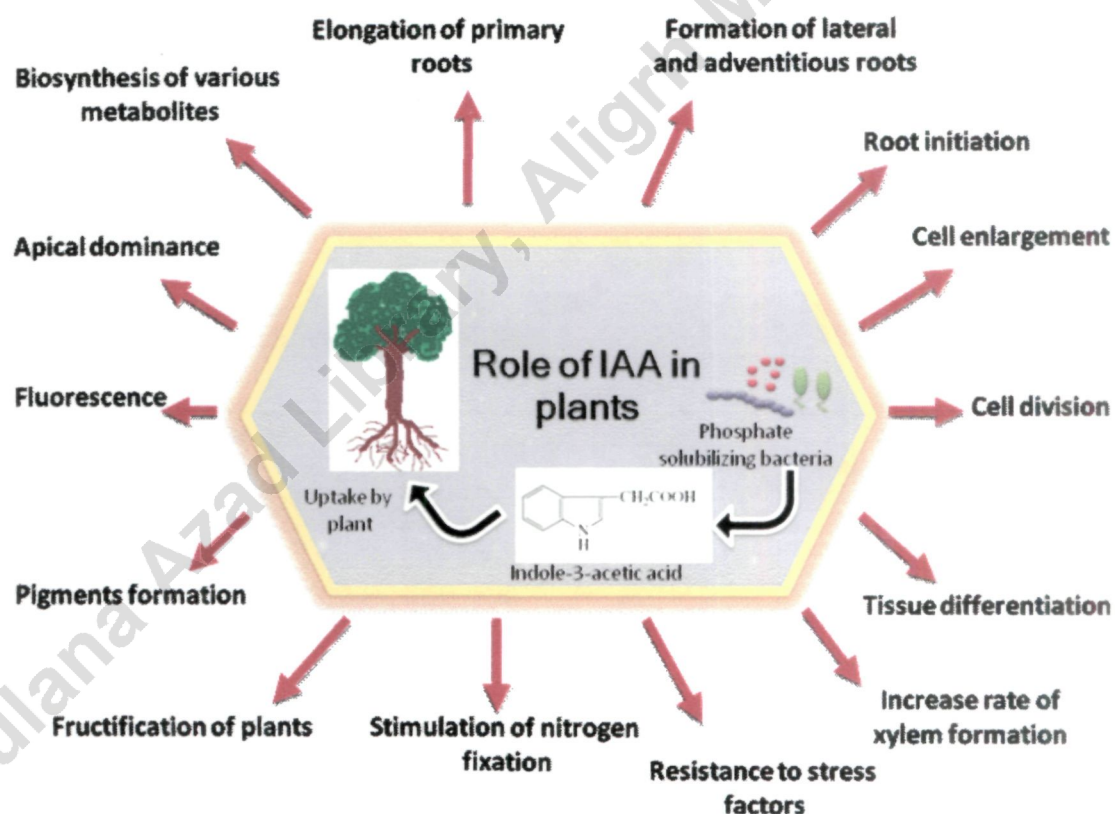 Elongation of primary
roots
Formation of lateral
and adventitious roots
Biosynthesis of various
metabolites
Root initiation
Apical dominance
Cell enlargement
Role of IAA in
plants
Fluorescence
Cell division
Phosphate
solubilizing bacteria
Uptake by
plant
CH₂COOH
N
H
Indole-3-acetic acid
Pigments formation
Tissue differentiation
Fructification of plants
Stimulation of nitrogen
fixation
Increase rate of
xylem formation
Resistance to stress
factors
Azad Library, Aligrh